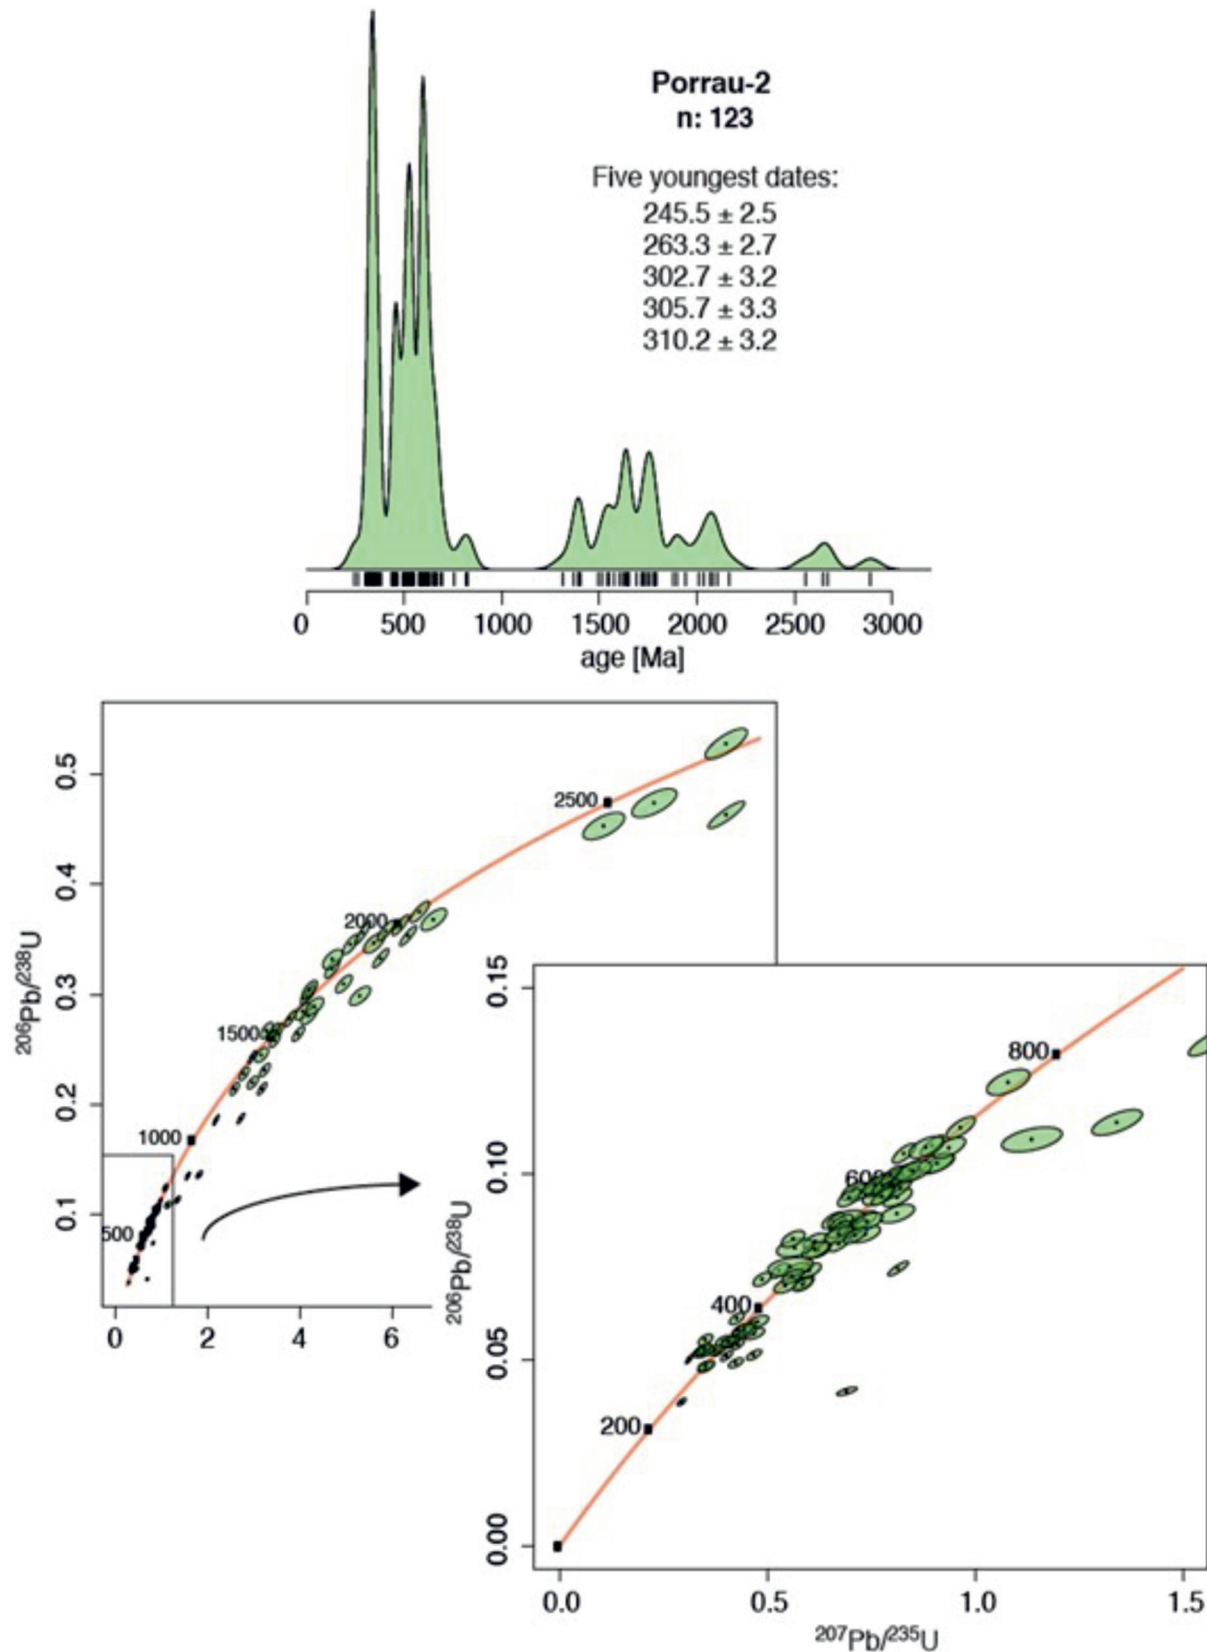 Porrau-2
n: 123
Five youngest dates:
245.5 ± 2.5
263.3 ± 2.7
302.7 ± 3.2
305.7 ± 3.3
310.2 ± 3.2
0 500 1000 1500 2000 2500 3000
age [Ma]
0.5
0.4
0.3
0.2
0.1
²⁰⁶Pb/²³⁸U
2500
2000
1500
1000
500
0 2 4 6
0.15
0.10
0.05
0.00
²⁰⁶Pb/²³⁸U
800
600
400
200
0.0 0.5 1.0 1.5
²⁰⁷Pb/²³⁵U